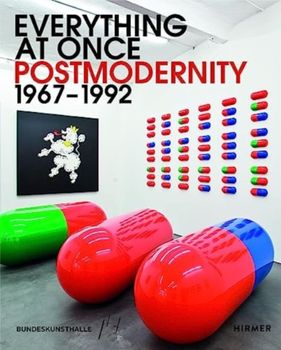 EVERYTHING
AT ONCE
POSTMODERNITY
1967–1992
BUNDESKUNSTHALLE
HIRMER